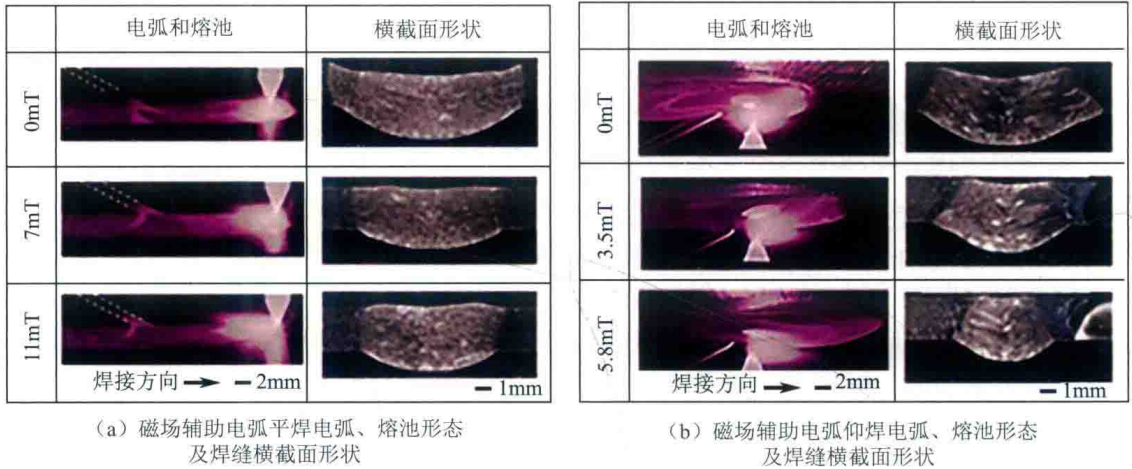 电弧和熔池 横截面形状
0mT
7mT
11mT
焊接方向 2mm
1mm
(a) 磁场辅助电弧平焊电弧、熔池形态
及焊缝横截面形状
电弧和熔池 横截面形状
0mT
3.5mT
5.8mT
焊接方向 2mm
1mm
(b) 磁场辅助电弧仰焊电弧、熔池形态
及焊缝横截面形状